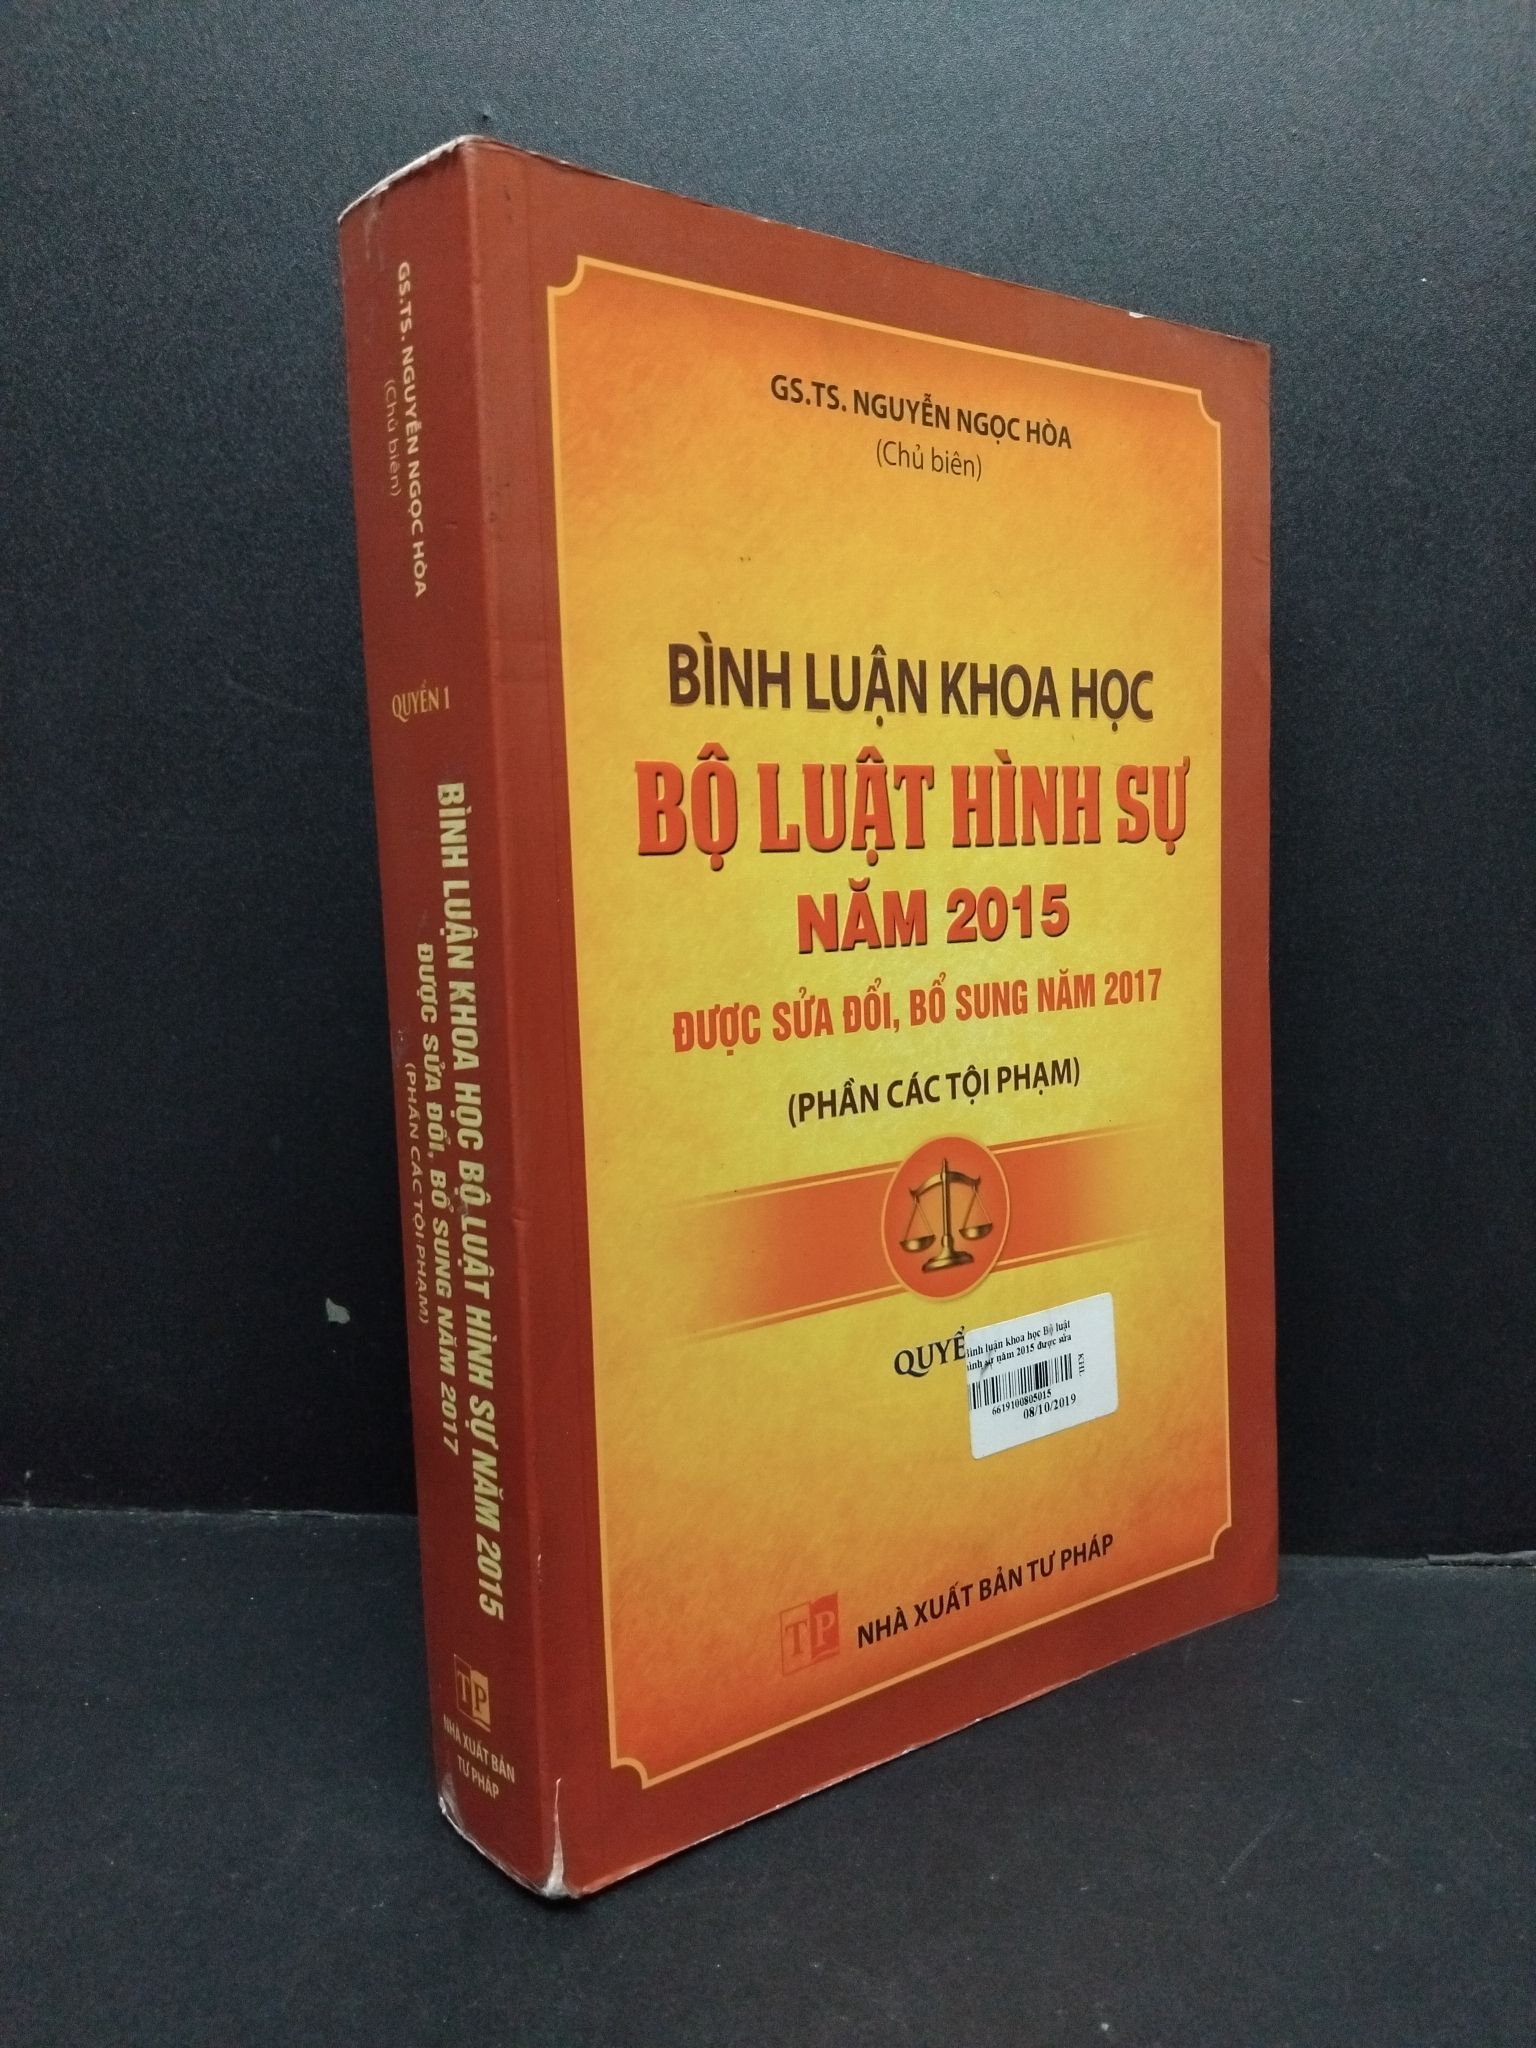 GS.TS. NGUYỄN NGỌC HÒA
(Chủ biên)
QUYỂN 1
BÌNH LUẬN KHOA HỌC BỘ LUẬT HÌNH SỰ NĂM 2015
ĐƯỢC SỬA ĐỔI, BỔ SUNG NĂM 2017
(PHẦN CÁC TỘI PHẠM)
TP
NHÀ XUẤT BẢN
TƯ PHÁP
GS.TS. NGUYỄN NGỌC HÒA
(Chủ biên)
BÌNH LUẬN KHOA HỌC
BỘ LUẬT HÌNH SỰ
NĂM 2015
ĐƯỢC SỬA ĐỔI, BỔ SUNG NĂM 2017
(PHẦN CÁC TỘI PHẠM)
QUYỂ
Bình luận khoa học Bộ luật
hình sự năm 2015 được sửa
KHL
6619100805015
08/10/2019
TP
NHÀ XUẤT BẢN TƯ PHÁP